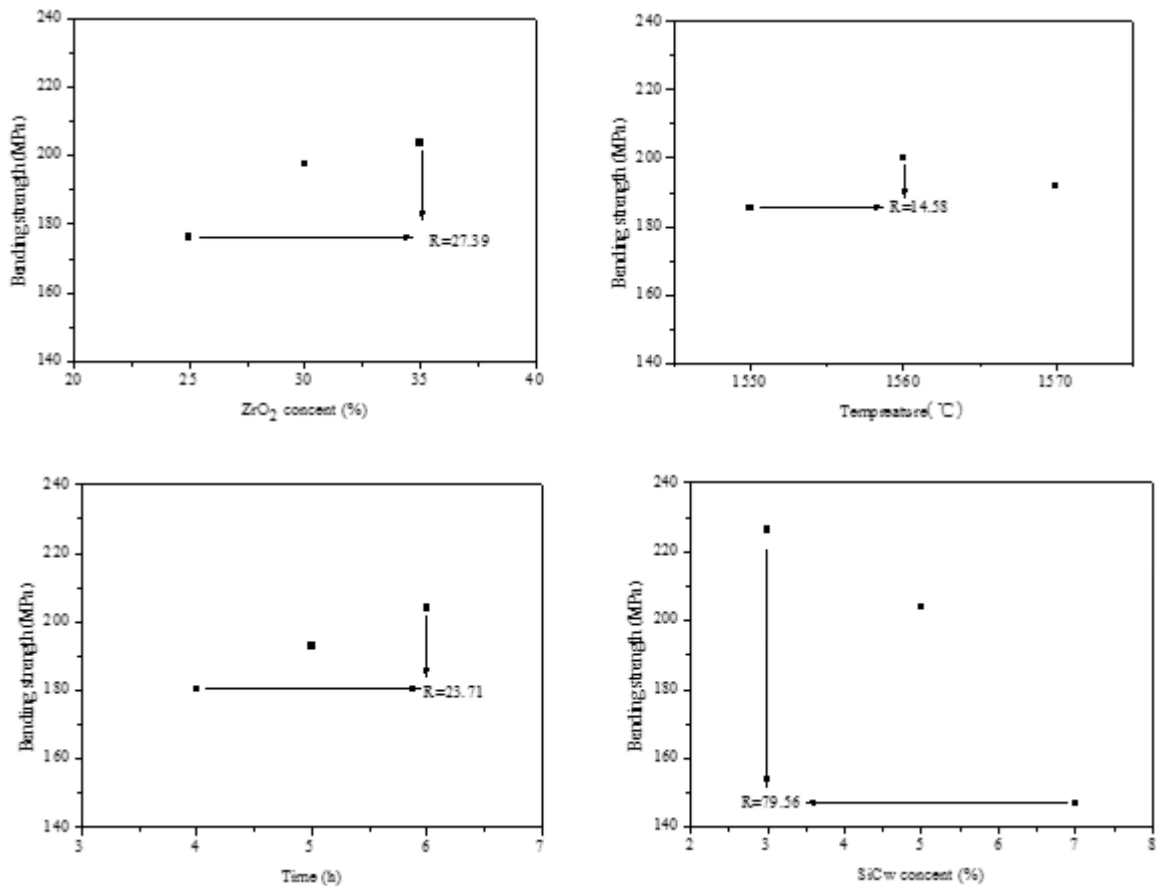 240
220
200
180
160
140
Bending strength (MPa)
R=27.39
20 25 30 35 40
ZrO2 concent (%)
240
220
200
180
160
140
Bending strength (MPa)
R=14.58
1550 1560 1570
Tempreature(℃)
240
220
200
180
160
140
Bending strength (MPa)
R=23.71
3 4 5 6 7
Time (h)
240
220
200
180
160
140
Bending strength (MPa)
R=79.56
2 3 4 5 6 7 8
SiCw concent (%)